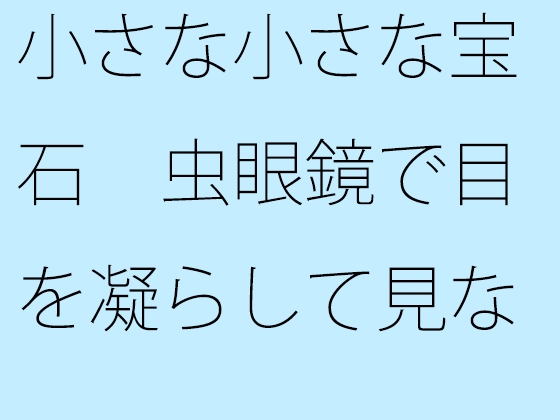 小さな小さな宝
石　虫眼鏡で目
を凝らして見な